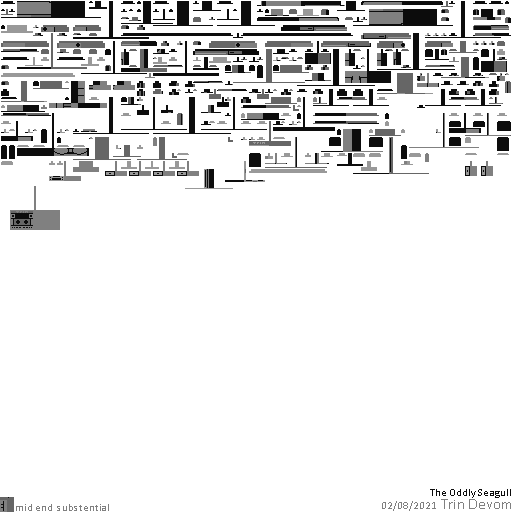 The Oddly Seagull
02/08/2021 Trin Devom
mid end substential